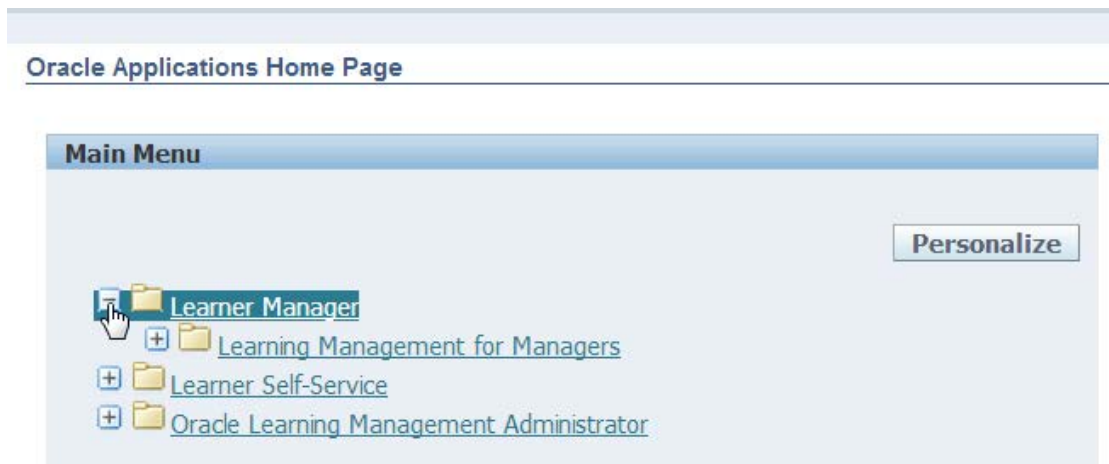 Oracle Applications Home Page
Main Menu
Personalize
Learner Manager
Learning Management for Managers
Learner Self-Service
Oracle Learning Management Administrator